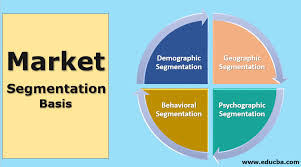 Market
Segmentation
Basis
Demographic
Segmentation
Geographic
Segmentation
Behavioral
Segmentation
Psychographic
Segmentation
www.educba.com